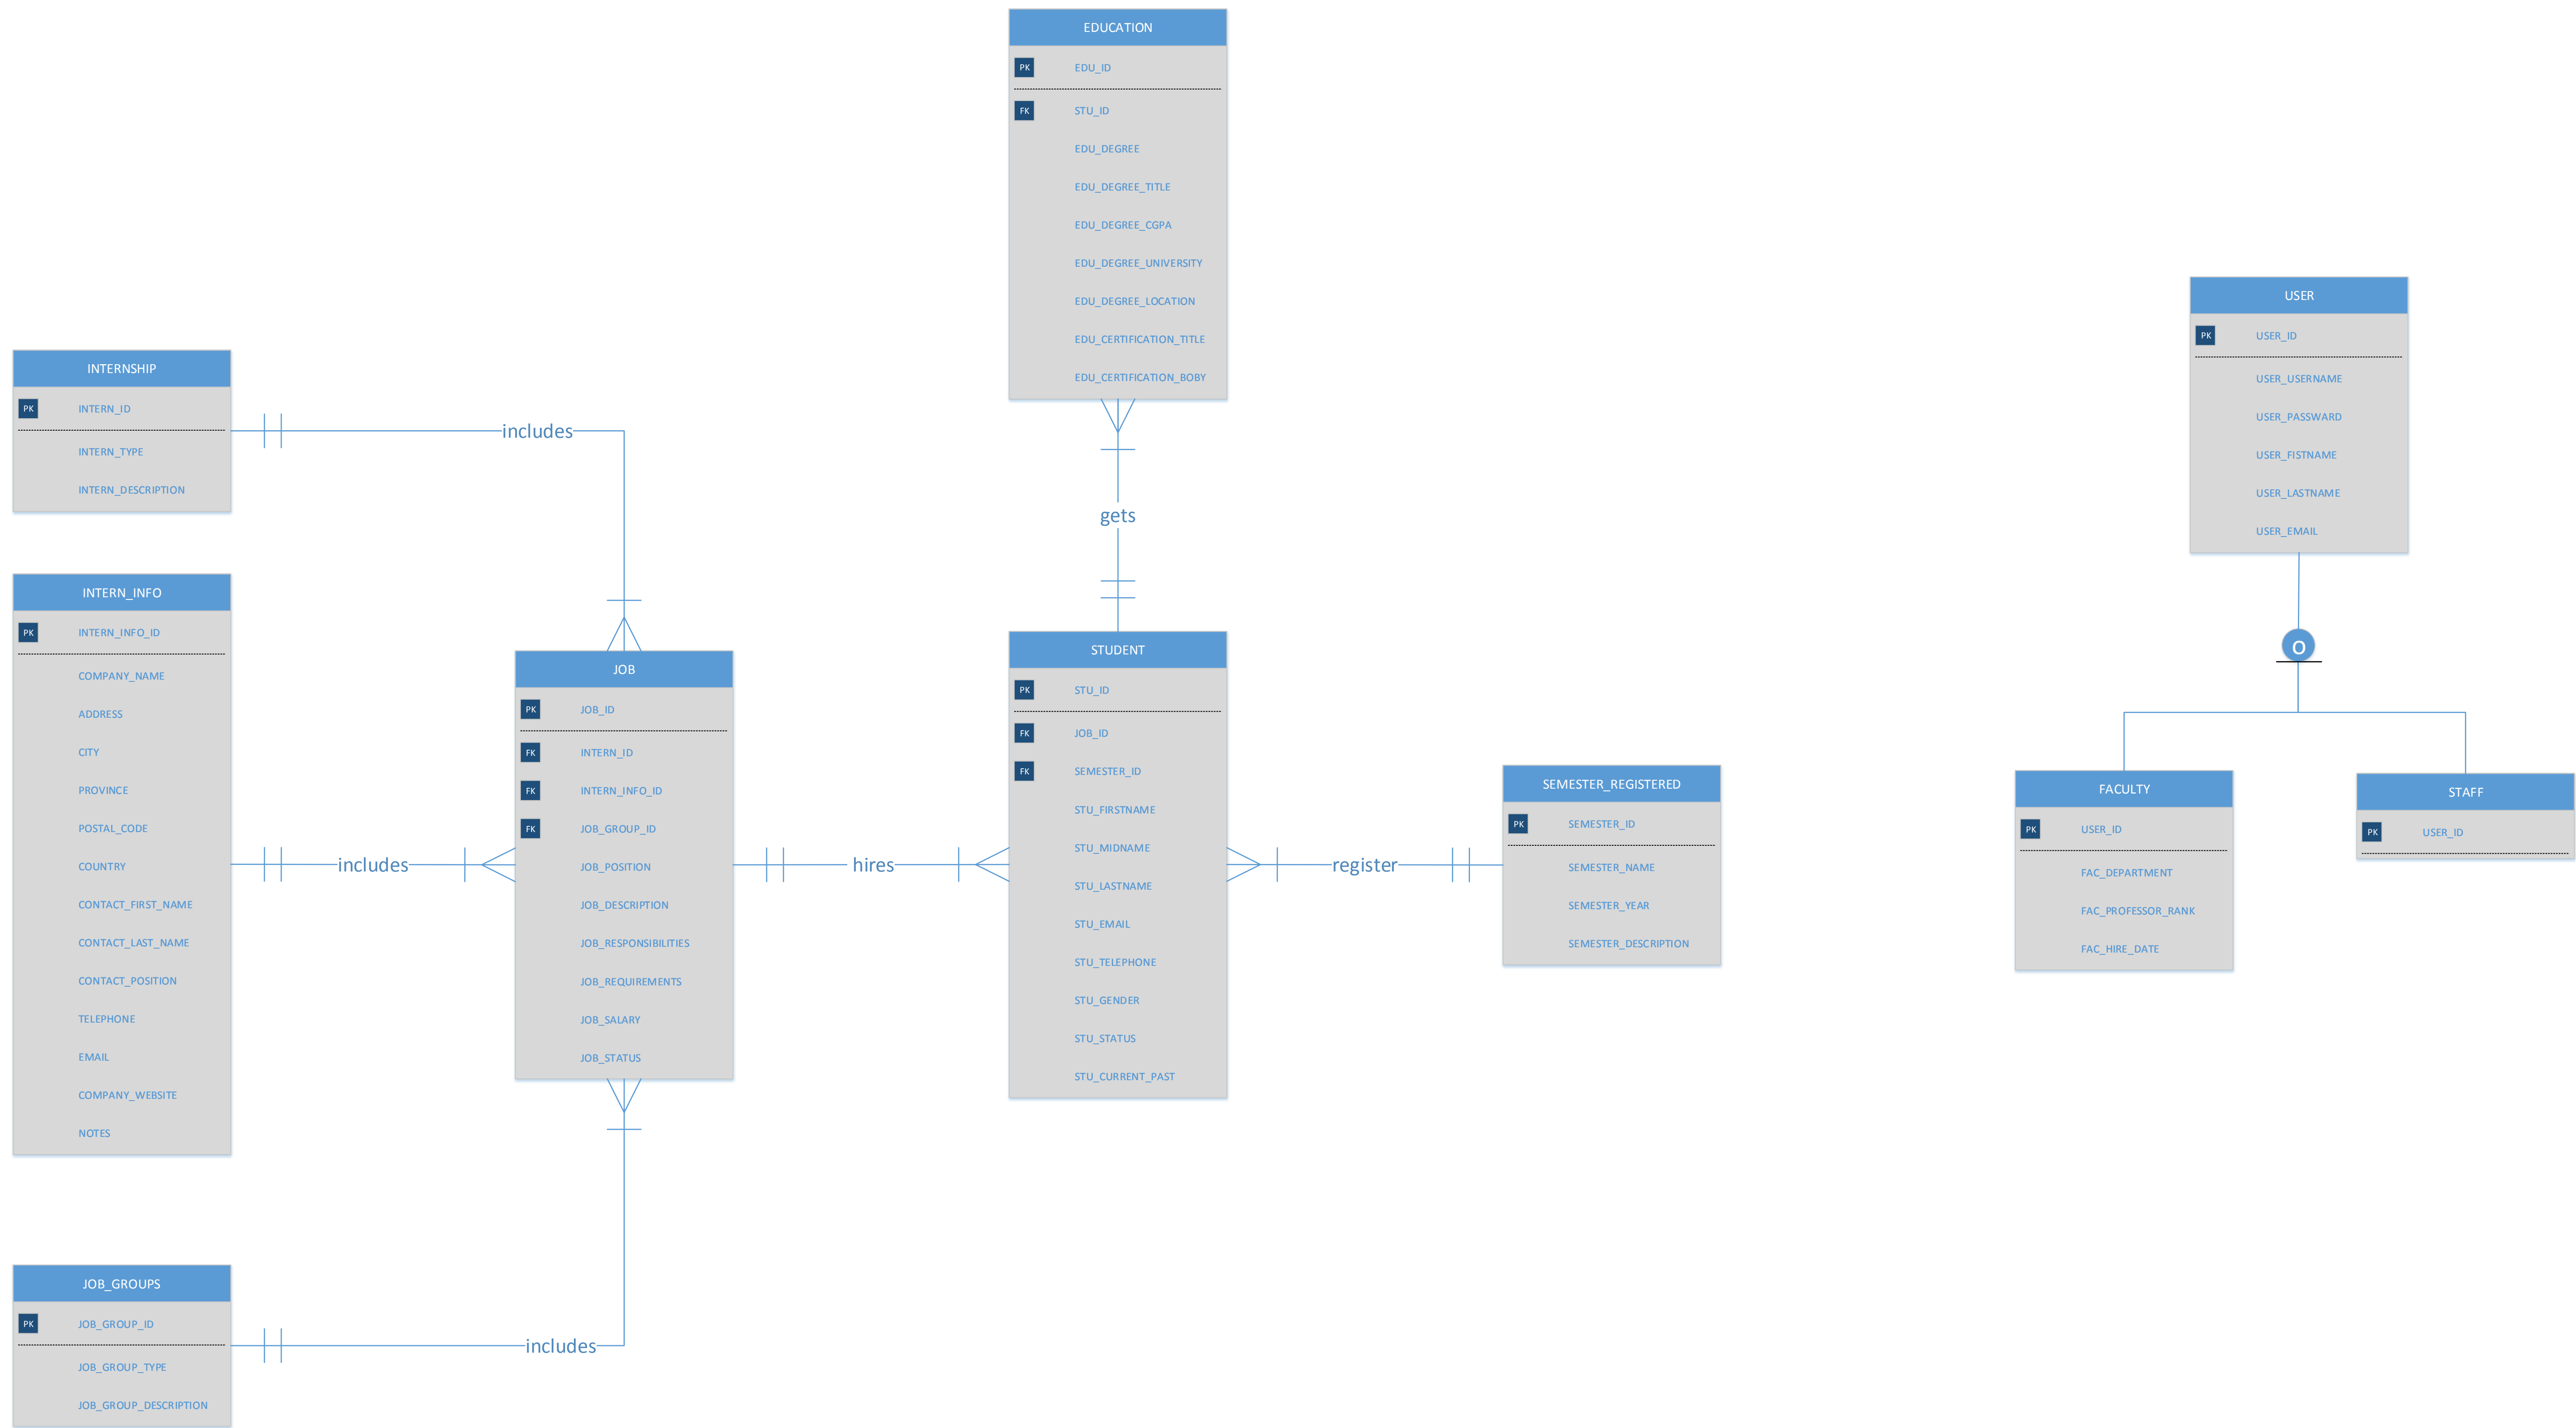 EDUCATION
PK EDU_ID
FK STU_ID
EDU_DEGREE
EDU_DEGREE_TITLE
EDU_DEGREE_CGPA
EDU_DEGREE_UNIVERSITY
EDU_DEGREE_LOCATION
EDU_CERTIFICATION_TITLE
EDU_CERTIFICATION_BOBY
USER
PK USER_ID
USER_USERNAME
USER_PASSWARD
USER_FISTNAME
USER_LASTNAME
USER_EMAIL
INTERNSHIP
PK INTERN_ID
INTERN_TYPE
INTERN_DESCRIPTION
includes
gets
INTERN_INFO
PK INTERN_INFO_ID
COMPANY_NAME
ADDRESS
CITY
PROVINCE
POSTAL_CODE
COUNTRY
CONTACT_FIRST_NAME
CONTACT_LAST_NAME
CONTACT_POSITION
TELEPHONE
EMAIL
COMPANY_WEBSITE
NOTES
includes
JOB
PK JOB_ID
FK INTERN_ID
FK INTERN_INFO_ID
FK JOB_GROUP_ID
JOB_POSITION
JOB_DESCRIPTION
JOB_RESPONSIBILITIES
JOB_REQUIREMENTS
JOB_SALARY
JOB_STATUS
hires
STUDENT
PK STU_ID
FK JOB_ID
FK SEMESTER_ID
STU_FIRSTNAME
STU_MIDNAME
STU_LASTNAME
STU_EMAIL
STU_TELEPHONE
STU_GENDER
STU_STATUS
STU_CURRENT_PAST
register
SEMESTER_REGISTERED
PK SEMESTER_ID
SEMESTER_NAME
SEMESTER_YEAR
SEMESTER_DESCRIPTION
O
FACULTY
PK USER_ID
FAC_DEPARTMENT
FAC_PROFESSOR_RANK
FAC_HIRE_DATE
STAFF
PK USER_ID
JOB_GROUPS
PK JOB_GROUP_ID
JOB_GROUP_TYPE
JOB_GROUP_DESCRIPTION
includes